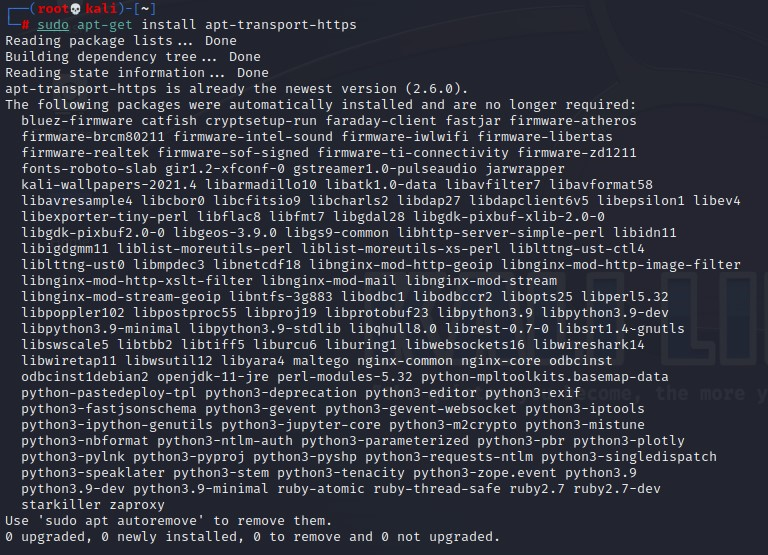 (root💀kali)-[~]
# sudo apt-get install apt-transport-https
Reading package lists... Done
Building dependency tree... Done
Reading state information... Done
apt-transport-https is already the newest version (2.6.0).
The following packages were automatically installed and are no longer required:
bluez-firmware catfish cryptsetup-run faraday-client fastjar firmware-atheros
firmware-brcm80211 firmware-intel-sound firmware-iwlwifi firmware-libertas
firmware-realtek firmware-sof-signed firmware-ti-connectivity firmware-zd1211
fonts-roboto-slab gir1.2-xfconf-0 gstreamer1.0-pulseaudio jarwrapper
kali-wallpapers-2021.4 libarmadillo10 libatk1.0-data libavfilter7 libavformat58
libavresample4 libcbor0 libcfitsio9 libcharls2 libdap27 libdapclient6v5 libepsilon1 libev4
libexporter-tiny-perl libflac8 libfmt7 libgdal28 libgdk-pixbuf-xlib-2.0-0
libgdk-pixbuf2.0-0 libgeos-3.9.0 libgs9-common libhttp-server-simple-perl libidn11
libigdgmm11 liblist-moreutils-perl liblist-moreutils-xs-perl liblttng-ust-ctl4
liblttng-ust0 libmpdec3 libnetcdf18 libnginx-mod-http-geoip libnginx-mod-http-image-filter
libnginx-mod-http-xslt-filter libnginx-mod-mail libnginx-mod-stream
libnginx-mod-stream-geoip libntfs-3g883 libodbc1 libodbccr2 libopts25 libperl5.32
libpoppler102 libpostproc55 libproj19 libprotobuf23 libpython3.9 libpython3.9-dev
libpython3.9-minimal libpython3.9-stdlib libqhull8.0 librest-0.7-0 libsrt1.4-gnutls
libswscale5 libtbb2 libtiff5 liburcu6 liburing1 libwebsockets16 libwireshark14
libwiretap11 libwsutil12 libyara4 maltego nginx-common nginx-core odbcinst
odbcinst1debian2 openjdk-11-jre perl-modules-5.32 python-mpltoolkits.basemap-data
python-pastedeploy-tpl python3-deprecation python3-editor python3-exif
python3-fastjsonschema python3-gevent python3-gevent-websocket python3-iptools
python3-ipython-genutils python3-jupyter-core python3-m2crypto python3-mistune
python3-nbformat python3-ntlm-auth python3-parameterized python3-pbr python3-plotly
python3-pylnk python3-pyproj python3-pyshp python3-requests-ntlm python3-singledispatch
python3-speaklater python3-stem python3-tenacity python3-zope.event python3.9
python3.9-dev python3.9-minimal ruby-atomic ruby-thread-safe ruby2.7 ruby2.7-dev
starkiller zaproxy
Use 'sudo apt autoremove' to remove them.
0 upgraded, 0 newly installed, 0 to remove and 0 not upgraded.